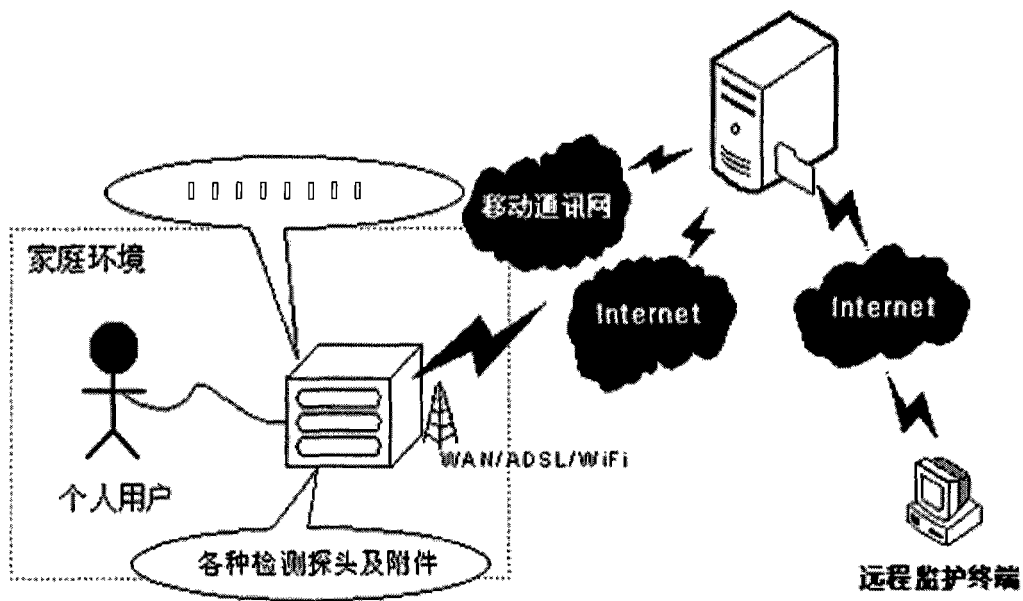 移动通讯网
家庭环境
Internet
Internet
WAN/ADSL/WiFi
个人用户
各种检测探头及附件
远程监护终端